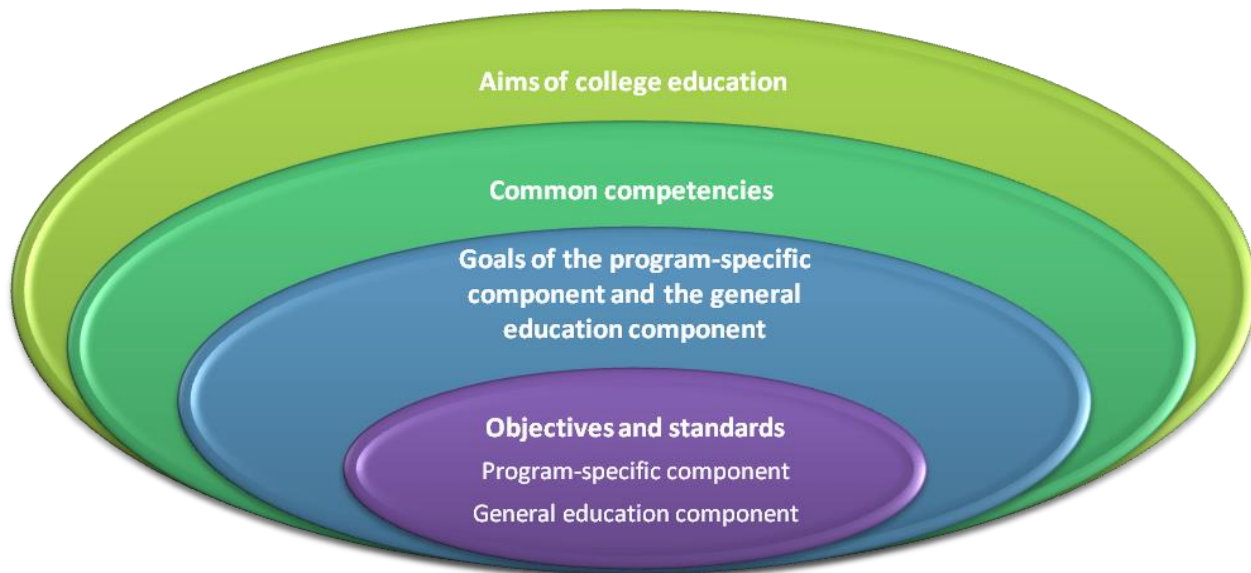 Aims of college education
Common competencies
Goals of the program-specific
component and the general
education component
Objectives and standards
Program-specific component
General education component